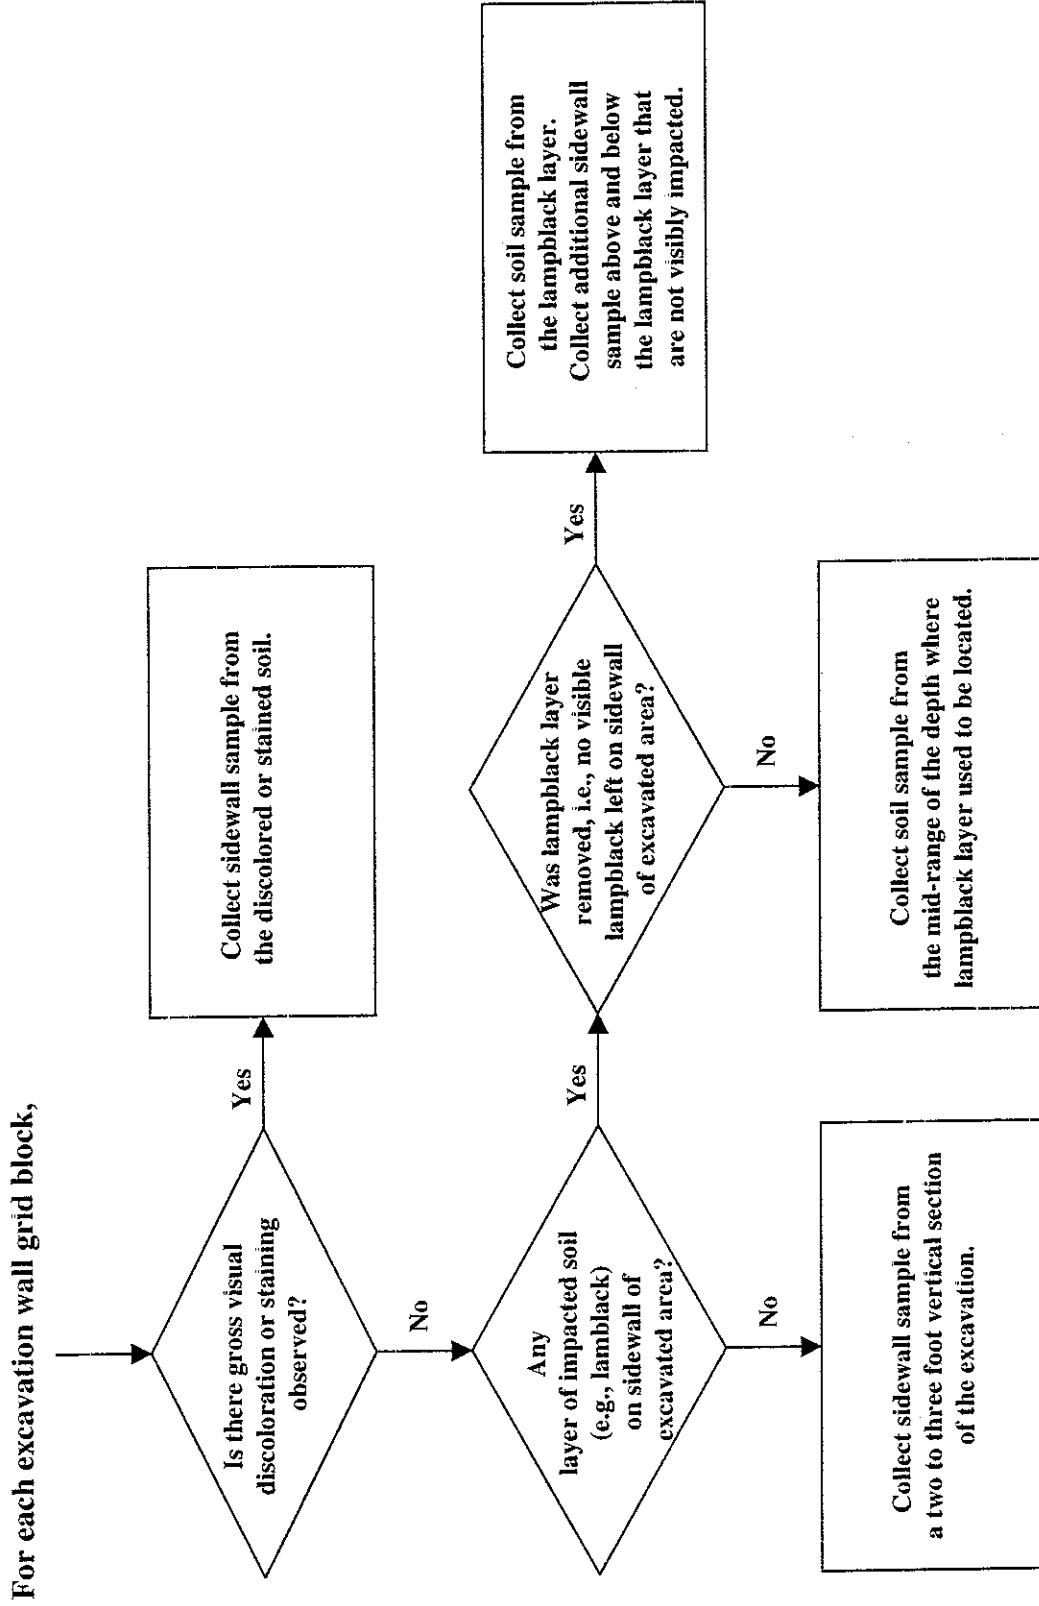 For each excavation wall grid block,
Is there gross visual
discoloration or staining
observed?
Yes
Collect sidewall sample from
the discolored or stained soil.
No
Any
layer of impacted soil
(e.g., lamblack)
on sidewall of
excavated area?
Yes
Was lampblack layer
removed, i.e., no visible
lampblack left on sidewall
of excavated area?
Yes
Collect soil sample from
the lampblack layer.
Collect additional sidewall
sample above and below
the lampblack layer that
are not visibly impacted.
No
Collect sidewall sample from
a two to three foot vertical section
of the excavation.
No
Collect soil sample from
the mid-range of the depth where
lampblack layer used to be located.